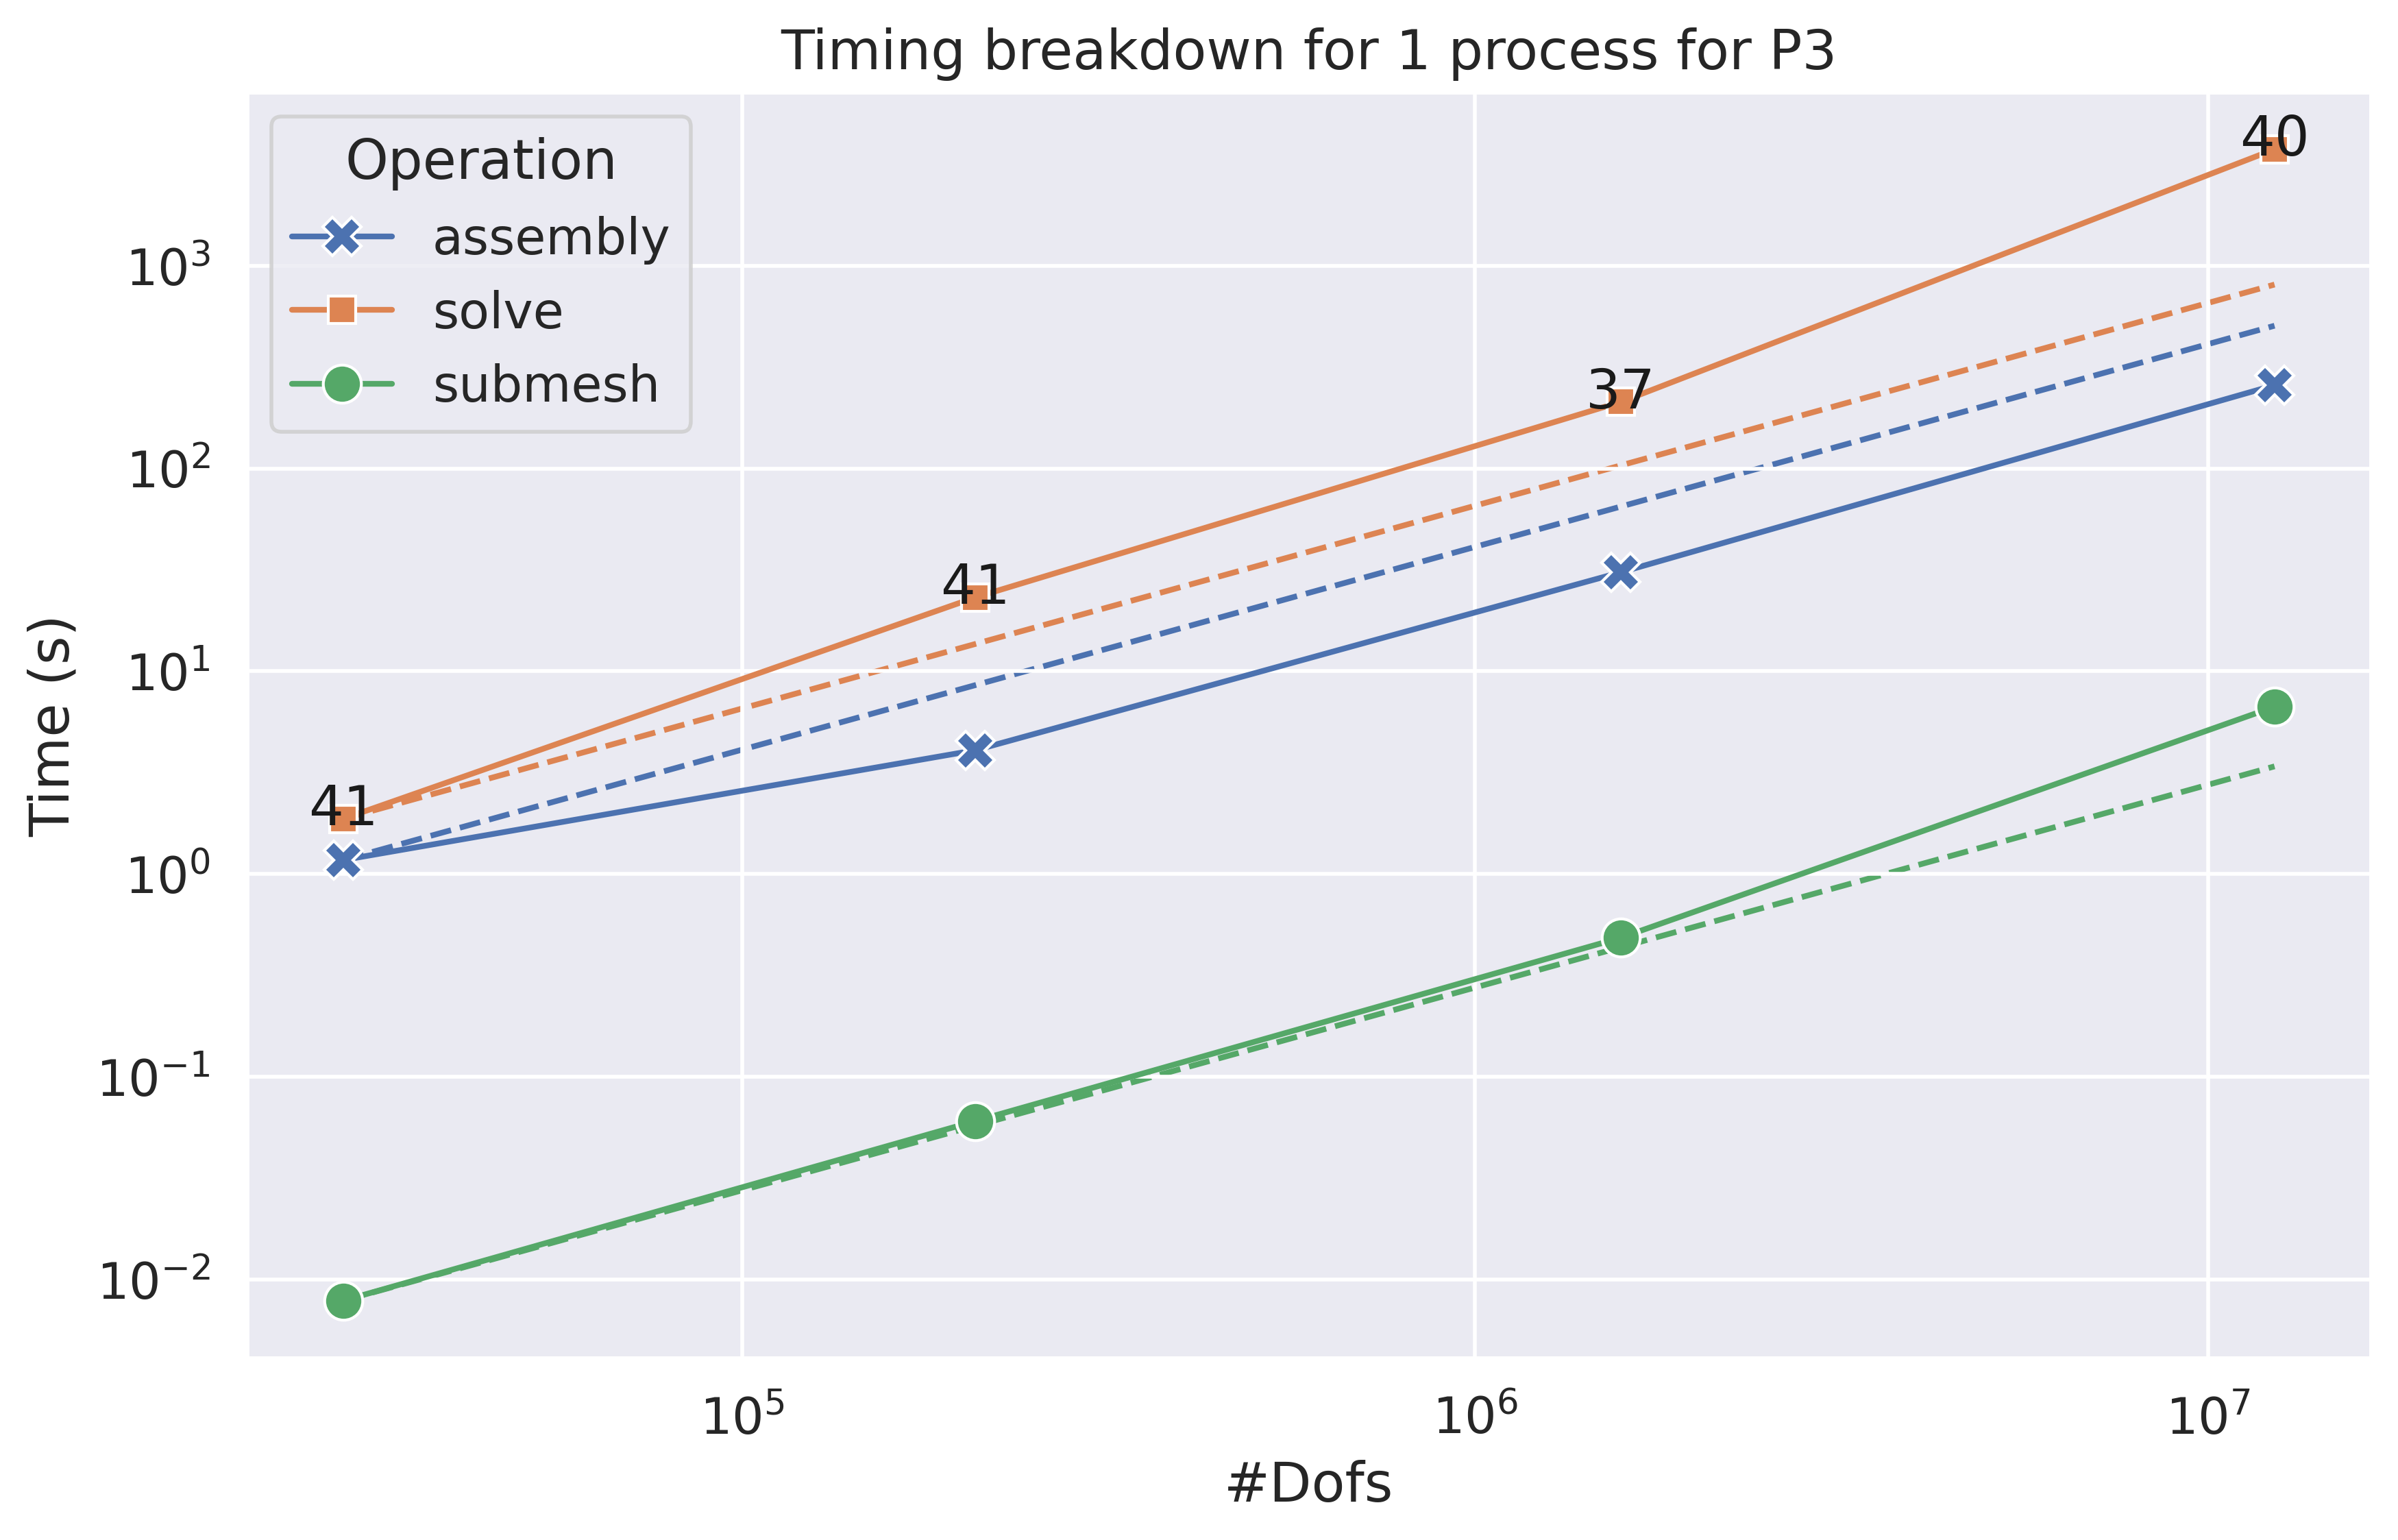 Timing breakdown for 1 process for P3
Operation
assembly
solve
submesh
40
37
41
41
10³
10²
10¹
10⁰
10⁻¹
10⁻²
Time (s)
10⁵
10⁶
10⁷
#Dofs